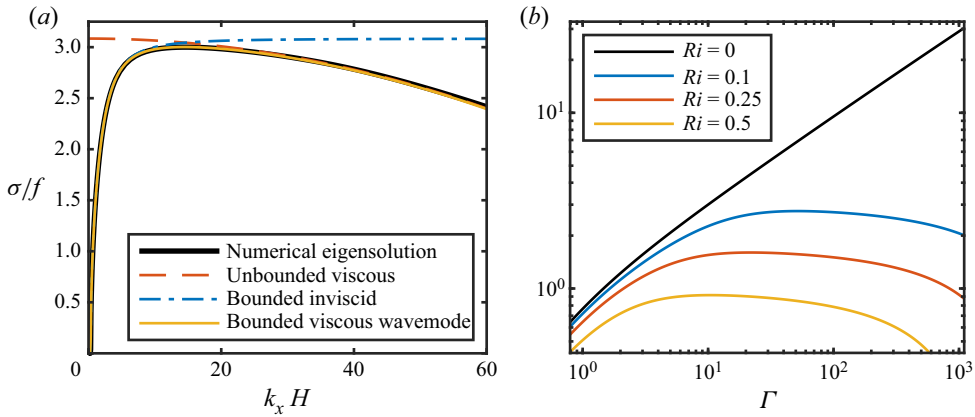 (a)
3.0
2.5
2.0
σ/f
1.5
1.0
0.5
Numerical eigensolution
Unbounded viscous
Bounded inviscid
Bounded viscous wavemode
0 20 40 60
k_x H
(b)
Ri = 0
Ri = 0.1
Ri = 0.25
Ri = 0.5
10^1
10^0
10^0 10^1 10^2 10^3
Γ